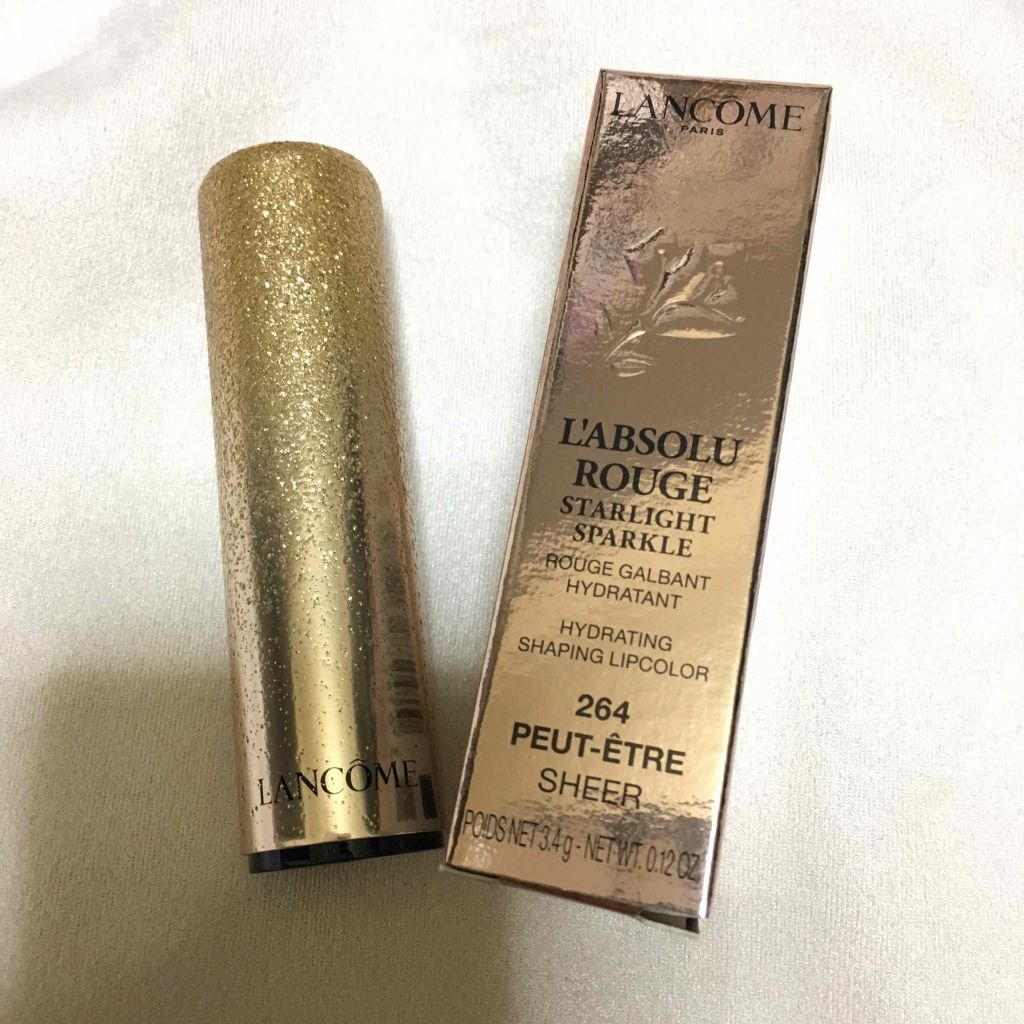 LANCÔME
PARIS
L'ABSOLU
ROUGE
STARLIGHT
SPARKLE
ROUGE GALBANT
HYDRATANT
HYDRATING
SHAPING LIPCOLOR
264
PEUT-ÊTRE
SHEER
POIDS NET 3.4 g - NET WT. 0.12 OZ.
LANCÔME